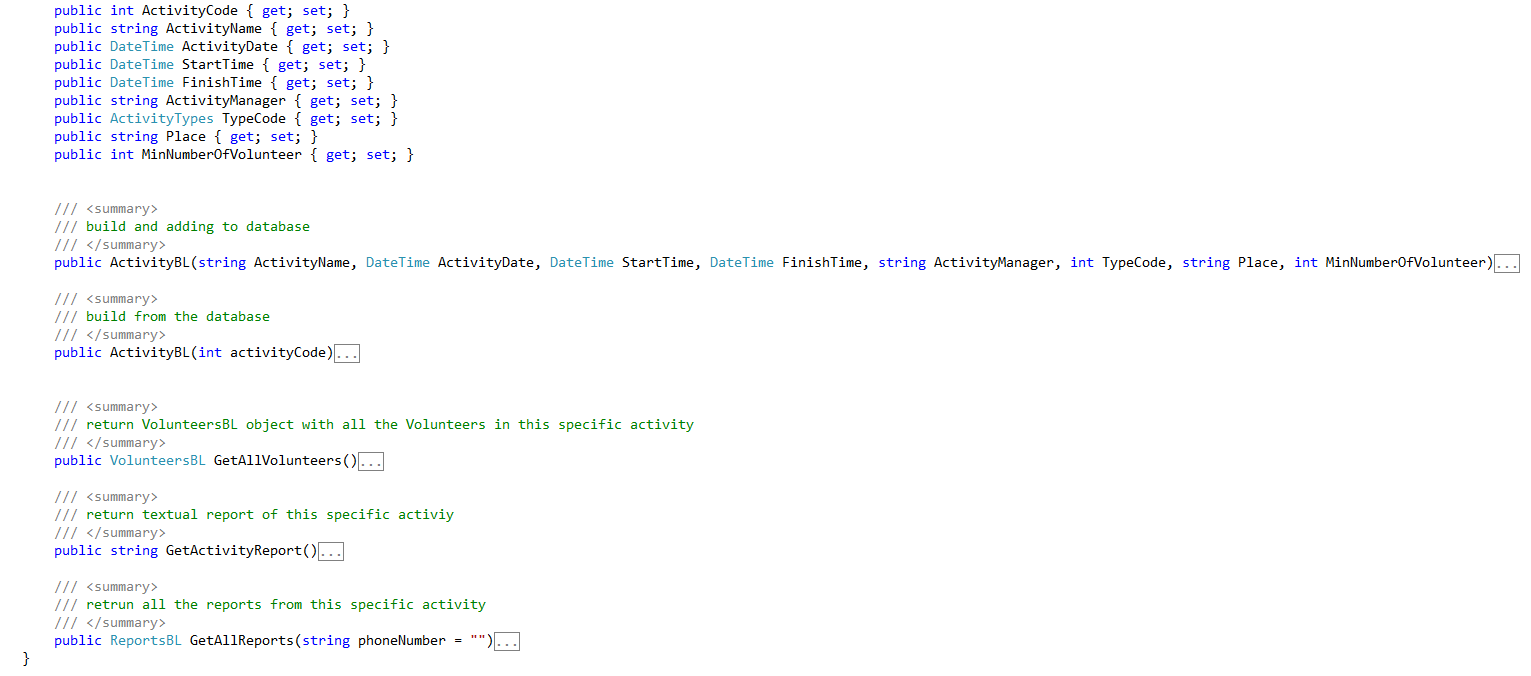 public int ActivityCode { get; set; }
public string ActivityName { get; set; }
public DateTime ActivityDate { get; set; }
public DateTime StartTime { get; set; }
public DateTime FinishTime { get; set; }
public string ActivityManager { get; set; }
public ActivityTypes TypeCode { get; set; }
public string Place { get; set; }
public int MinNumberOfVolunteer { get; set; }
/// <summary>
/// build and adding to database
/// </summary>
public ActivityBL(string ActivityName, DateTime ActivityDate, DateTime StartTime, DateTime FinishTime, string ActivityManager, int TypeCode, string Place, int MinNumberOfVolunteer)...
/// <summary>
/// build from the database
/// </summary>
public ActivityBL(int activityCode)...
/// <summary>
/// return VolunteersBL object with all the Volunteers in this specific activity
/// </summary>
public VolunteersBL GetAllVolunteers()...
/// <summary>
/// return textual report of this specific activiy
/// </summary>
public string GetActivityReport()...
/// <summary>
/// retrun all the reports from this specific activity
/// </summary>
public ReportsBL GetAllReports(string phoneNumber = "")...
}